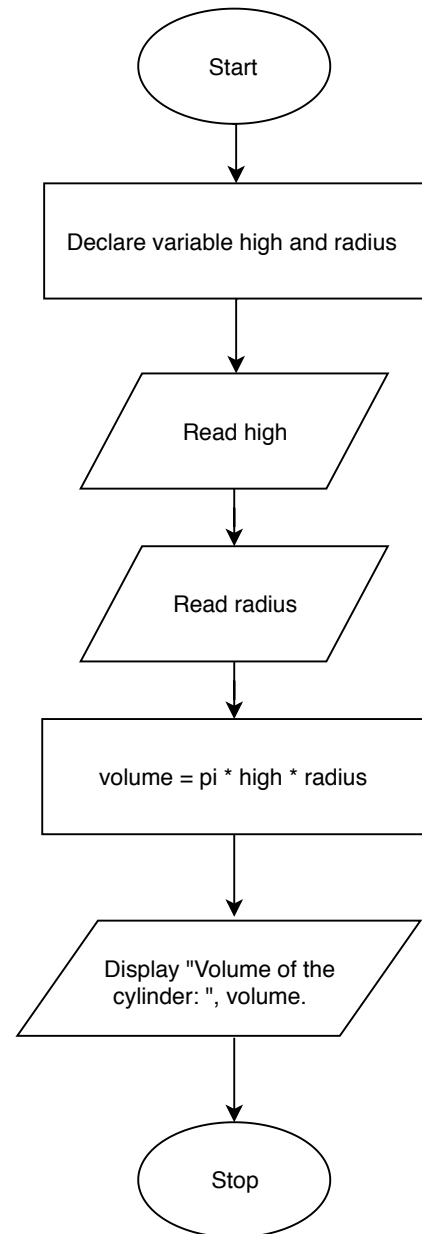 Start
Declare variable high and radius
Read high
Read radius
volume = pi * high * radius
Display "Volume of the
cylinder: ", volume.
Stop